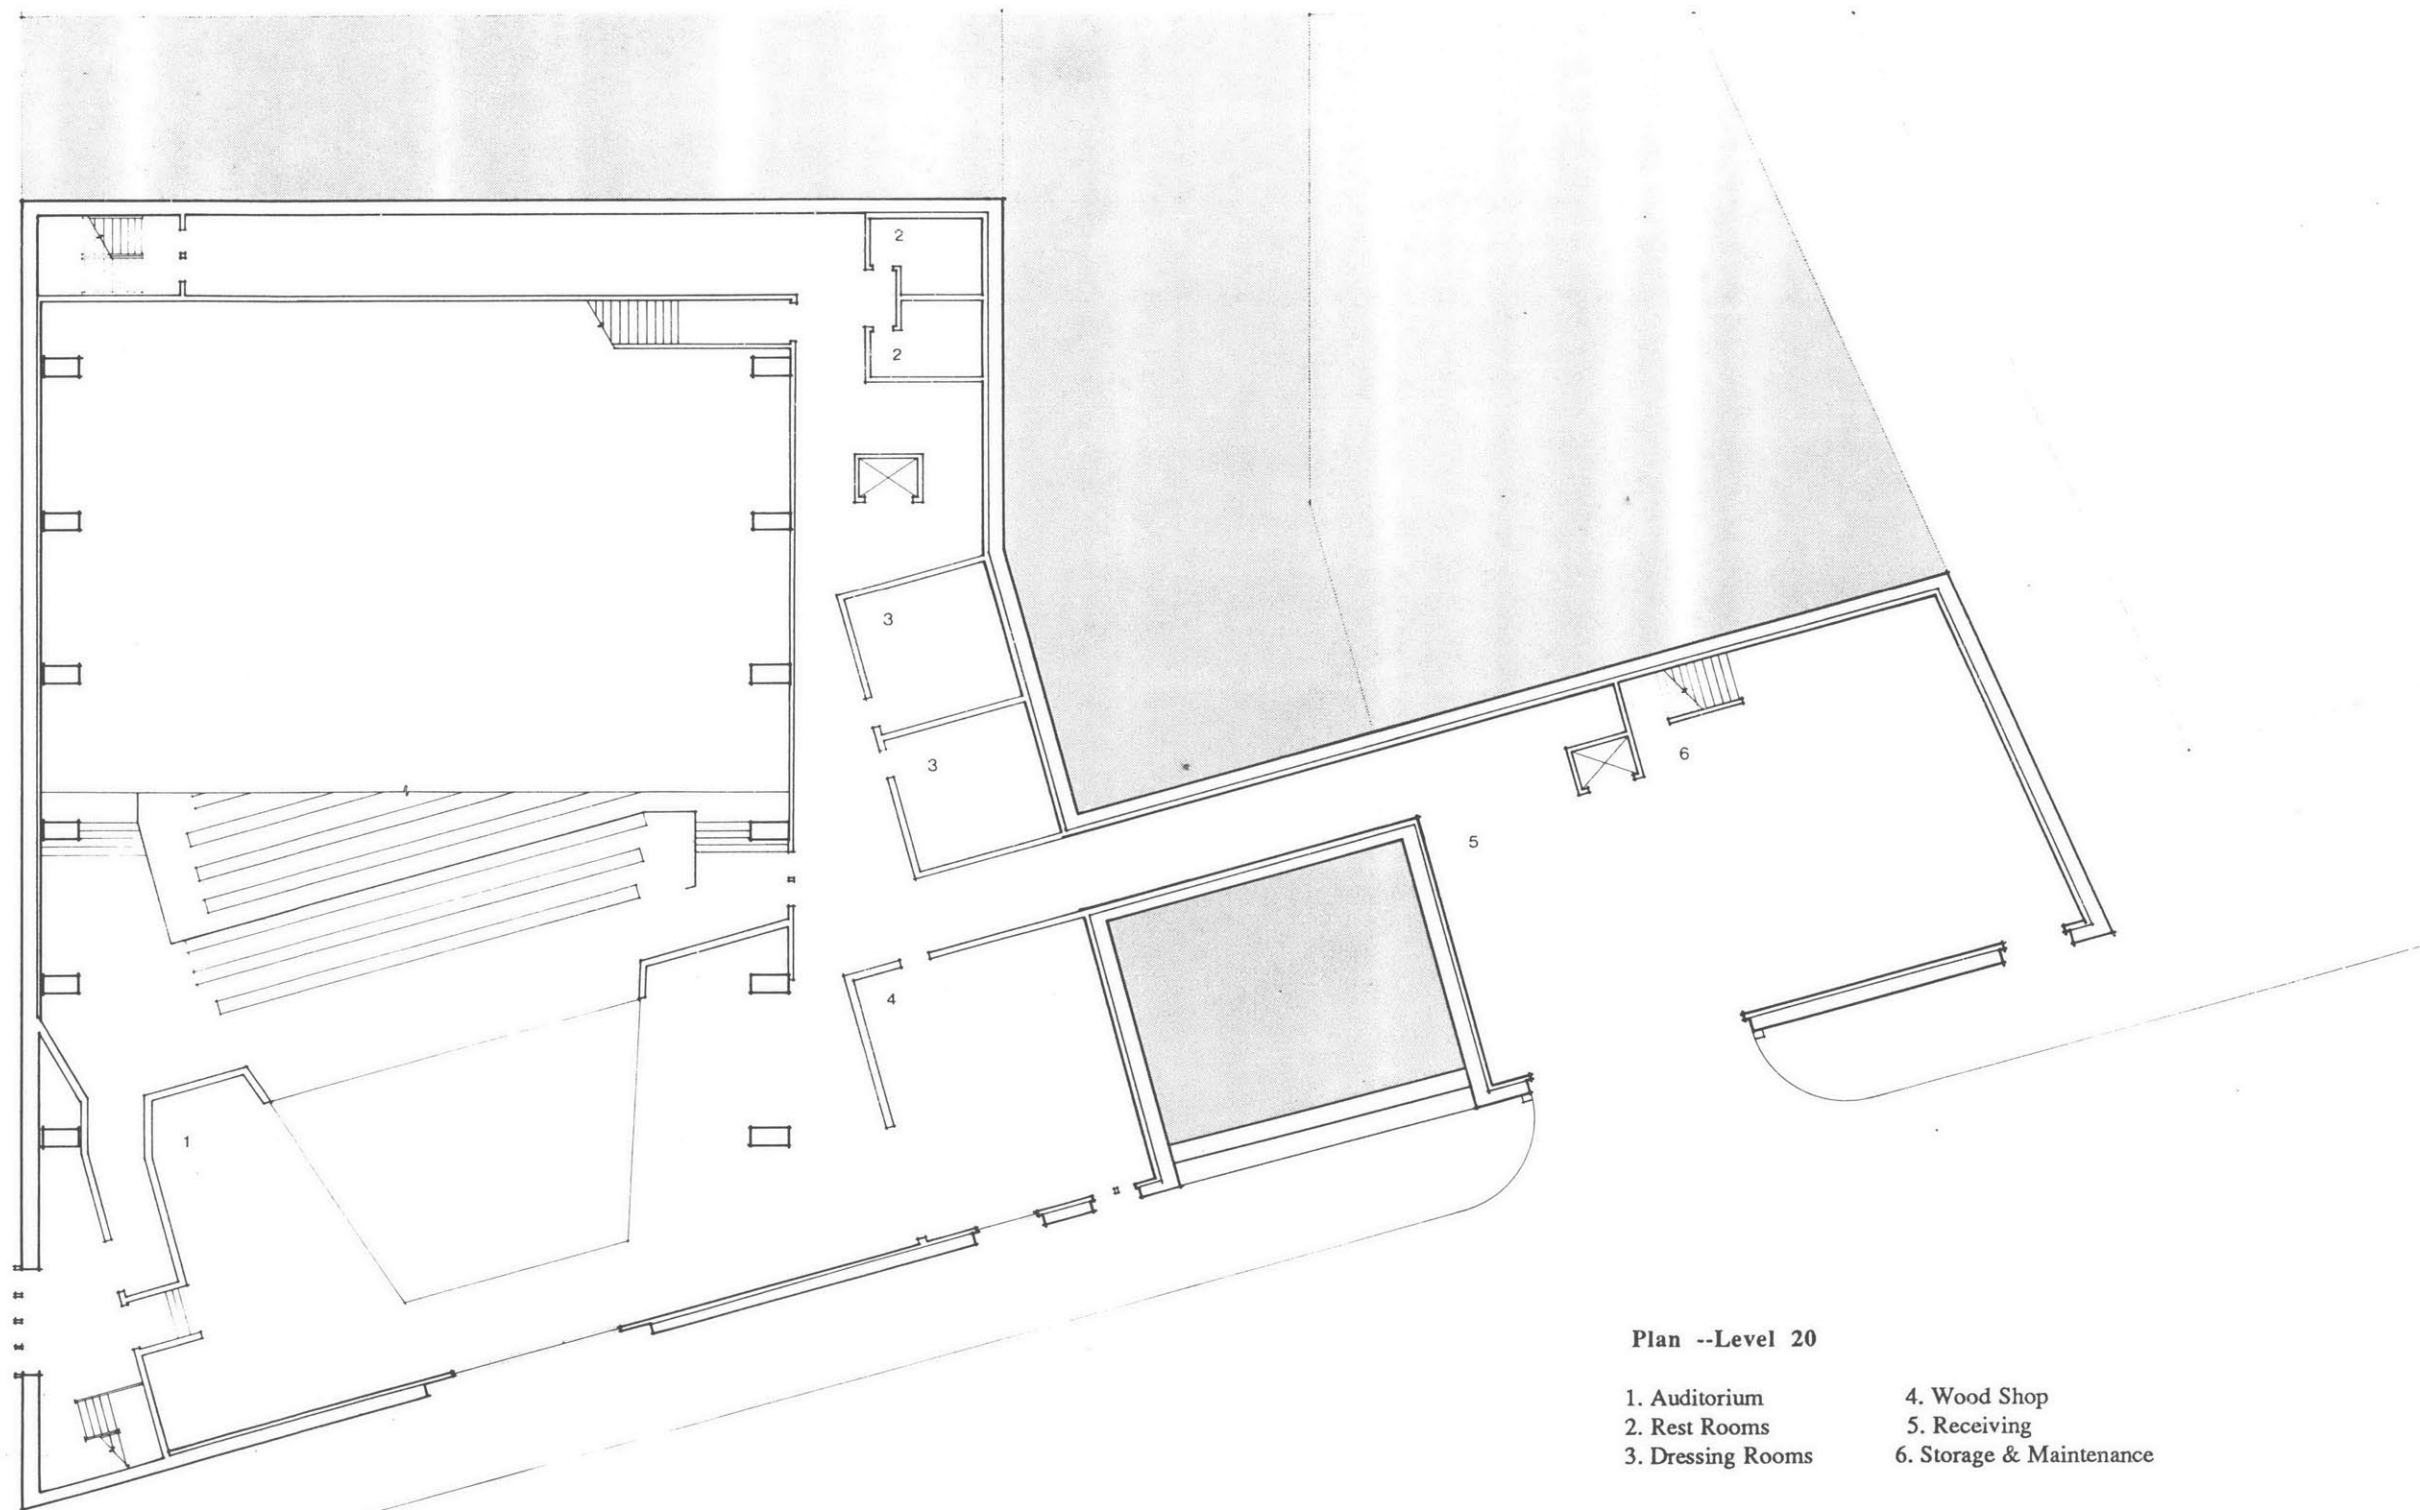 2
2
3
3
6
5
4
1
Plan --Level 20
1. Auditorium
2. Rest Rooms
3. Dressing Rooms
4. Wood Shop
5. Receiving
6. Storage & Maintenance